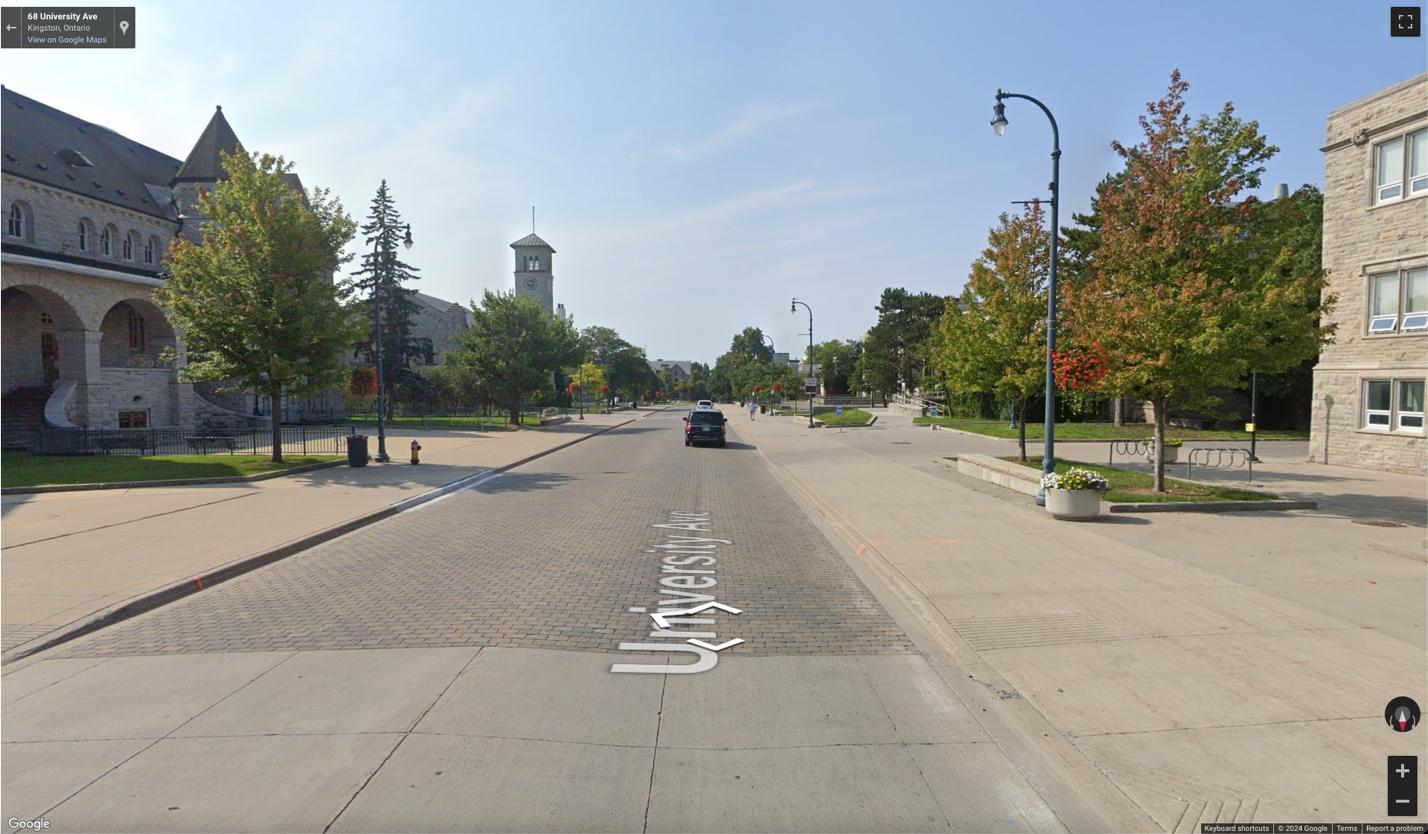 68 University Ave
Kingston, Ontario
View on Google Maps
University Ave
Google
Keyboard shortcuts
© 2024 Google
Terms
Report a problem